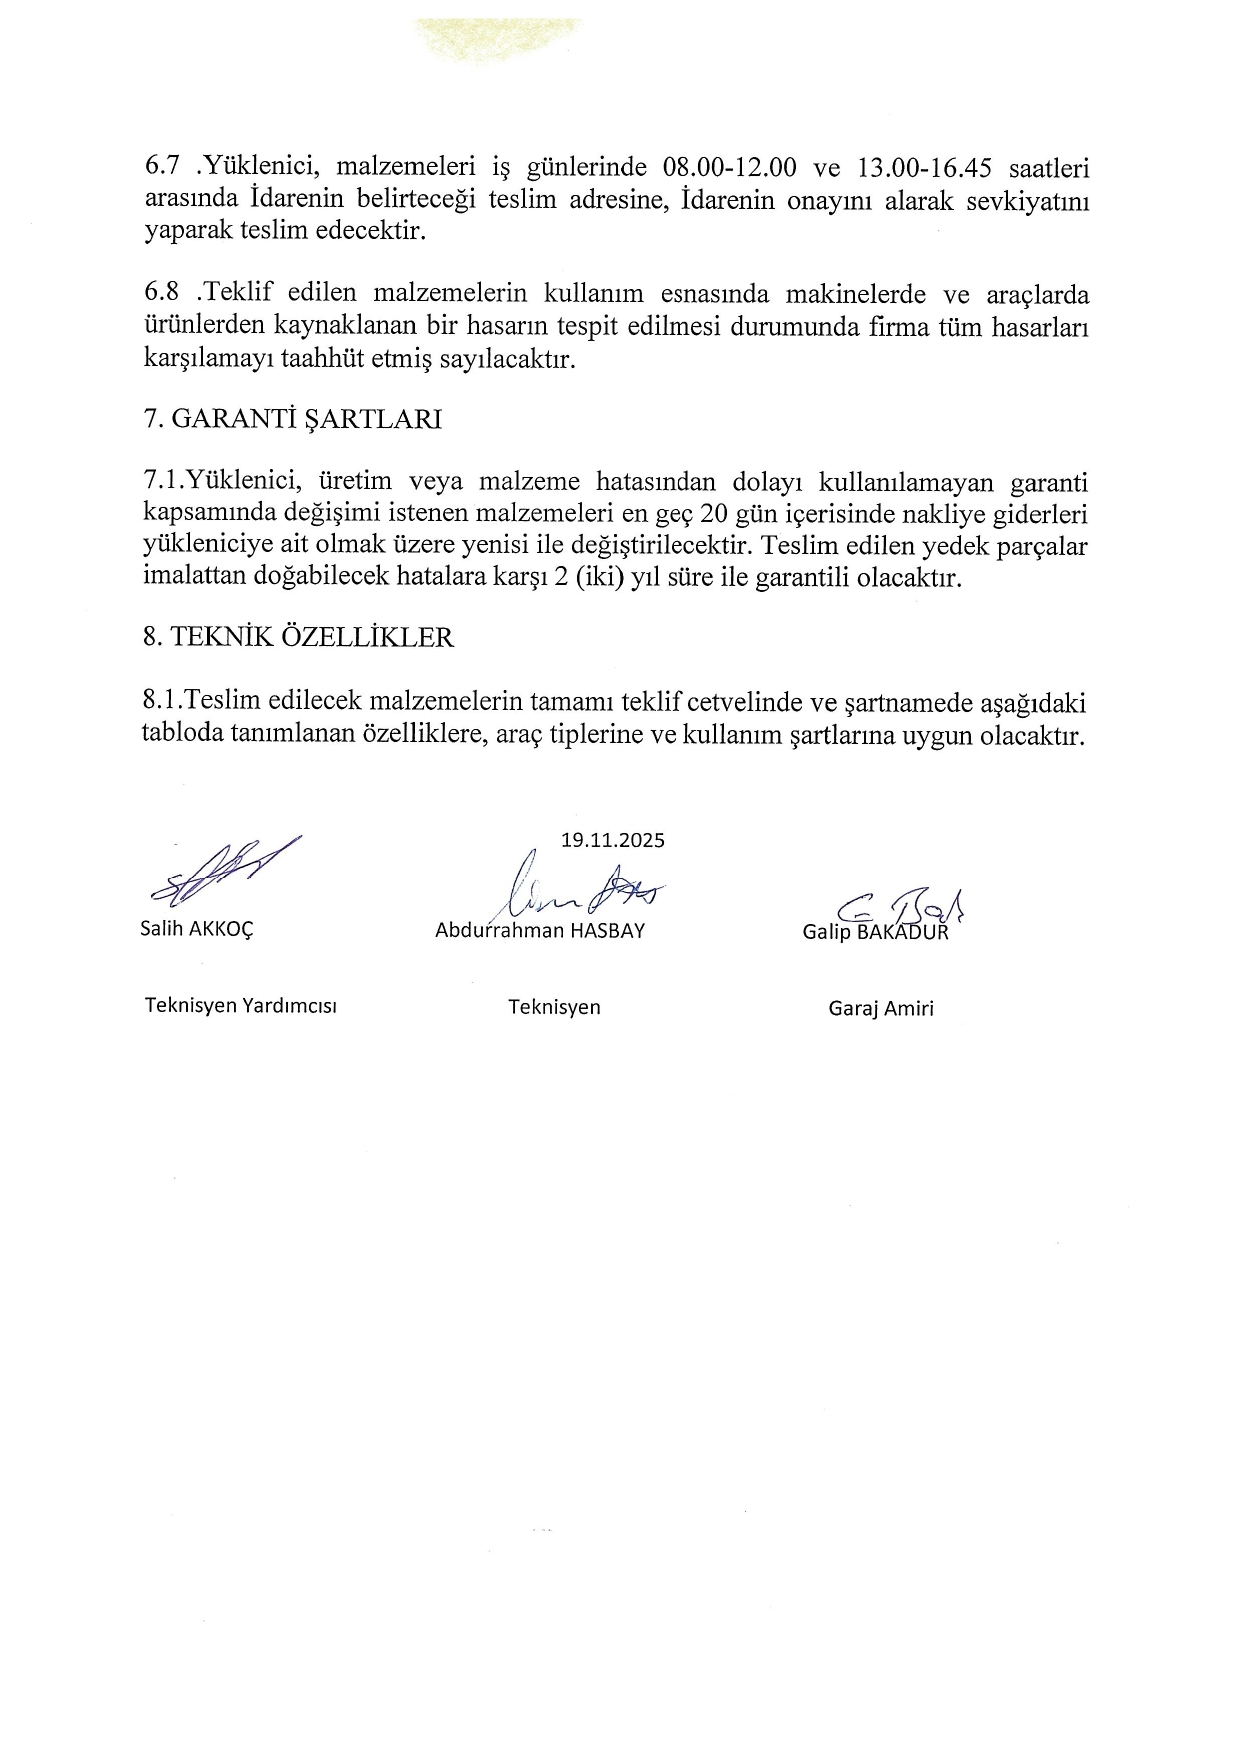 6.7 .Yüklenici, malzemeleri iş günlerinde 08.00-12.00 ve 13.00-16.45 saatleri
arasında İdarenin belirteceği teslim adresine, İdarenin onayını alarak sevkiyatını
yaparak teslim edecektir.
6.8 .Teklif edilen malzemelerin kullanım esnasında makinelerde ve araçlarda
ürünlerden kaynaklanan bir hasarın tespit edilmesi durumunda firma tüm hasarları
karşılamayı taahhüt etmiş sayılacaktır.
7. GARANTİ ŞARTLARI
7.1.Yüklenici, üretim veya malzeme hatasından dolayı kullanılamayan garanti
kapsamında değişimi istenen malzemeleri en geç 20 gün içerisinde nakliye giderleri
yükleniciye ait olmak üzere yenisi ile değiştirilecektir. Teslim edilen yedek parçalar
imalattan doğabilecek hatalara karşı 2 (iki) yıl süre ile garantili olacaktır.
8. TEKNİK ÖZELLİKLER
8.1.Teslim edilecek malzemelerin tamamı teklif cetvelinde ve şartnamede aşağıdaki
tabloda tanımlanan özelliklere, araç tiplerine ve kullanım şartlarına uygun olacaktır.
19.11.2025
Salih AKKOÇ Abdurrahman HASBAY Galip BAKADUR
Teknisyen Yardımcısı Teknisyen Garaj Amiri